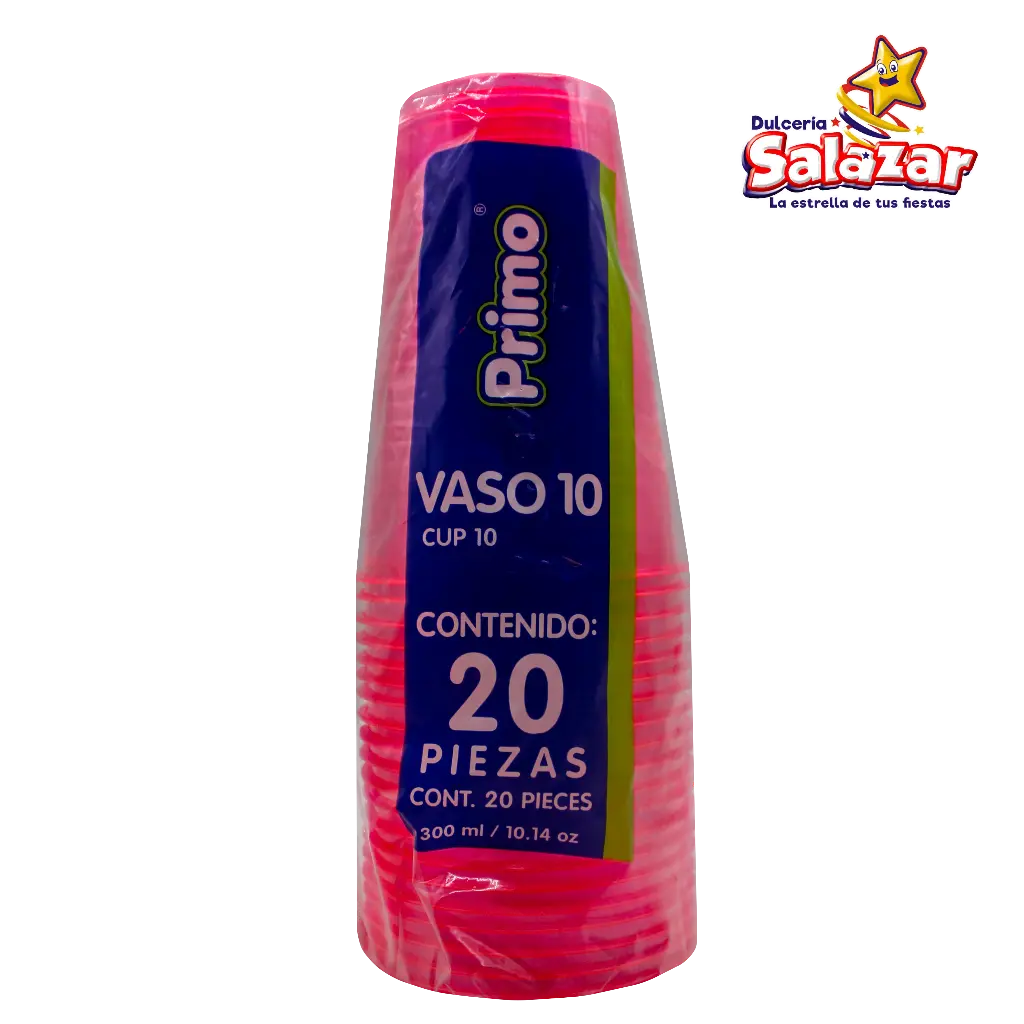 Dulcería
Salazar
La estrella de tus fiestas
Primo®
VASO 10
CUP 10
CONTENIDO:
20
PIEZAS
CONT. 20 PIECES
300 ml / 10.14 oz